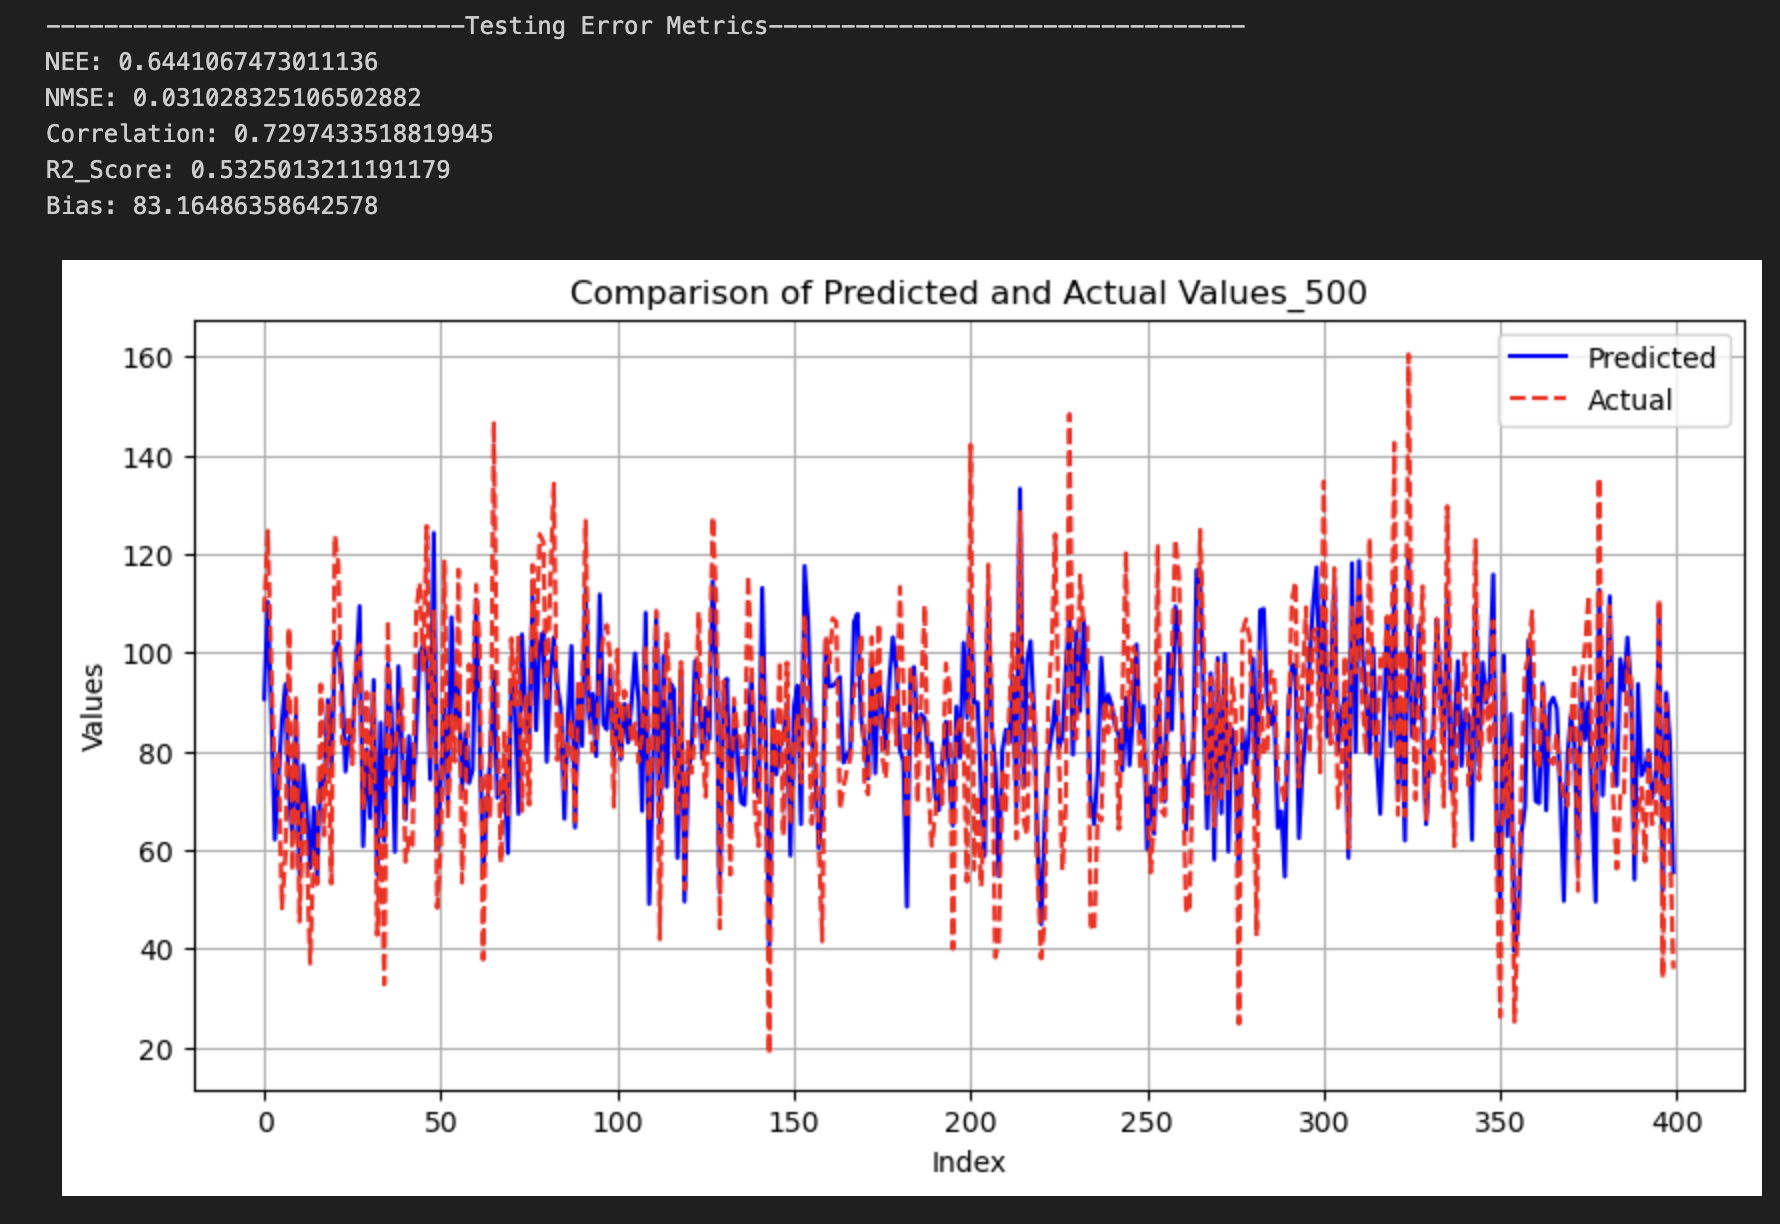 -----------------------------Testing Error Metrics---------------------------------
NEE: 0.6441067473011136
NMSE: 0.031028325106502882
Correlation: 0.7297433518819945
R2_Score: 0.5325013211191179
Bias: 83.16486358642578
Comparison of Predicted and Actual Values_500
Predicted
Actual
160
140
120
100
80
60
40
20
Values
0 50 100 150 200 250 300 350 400
Index